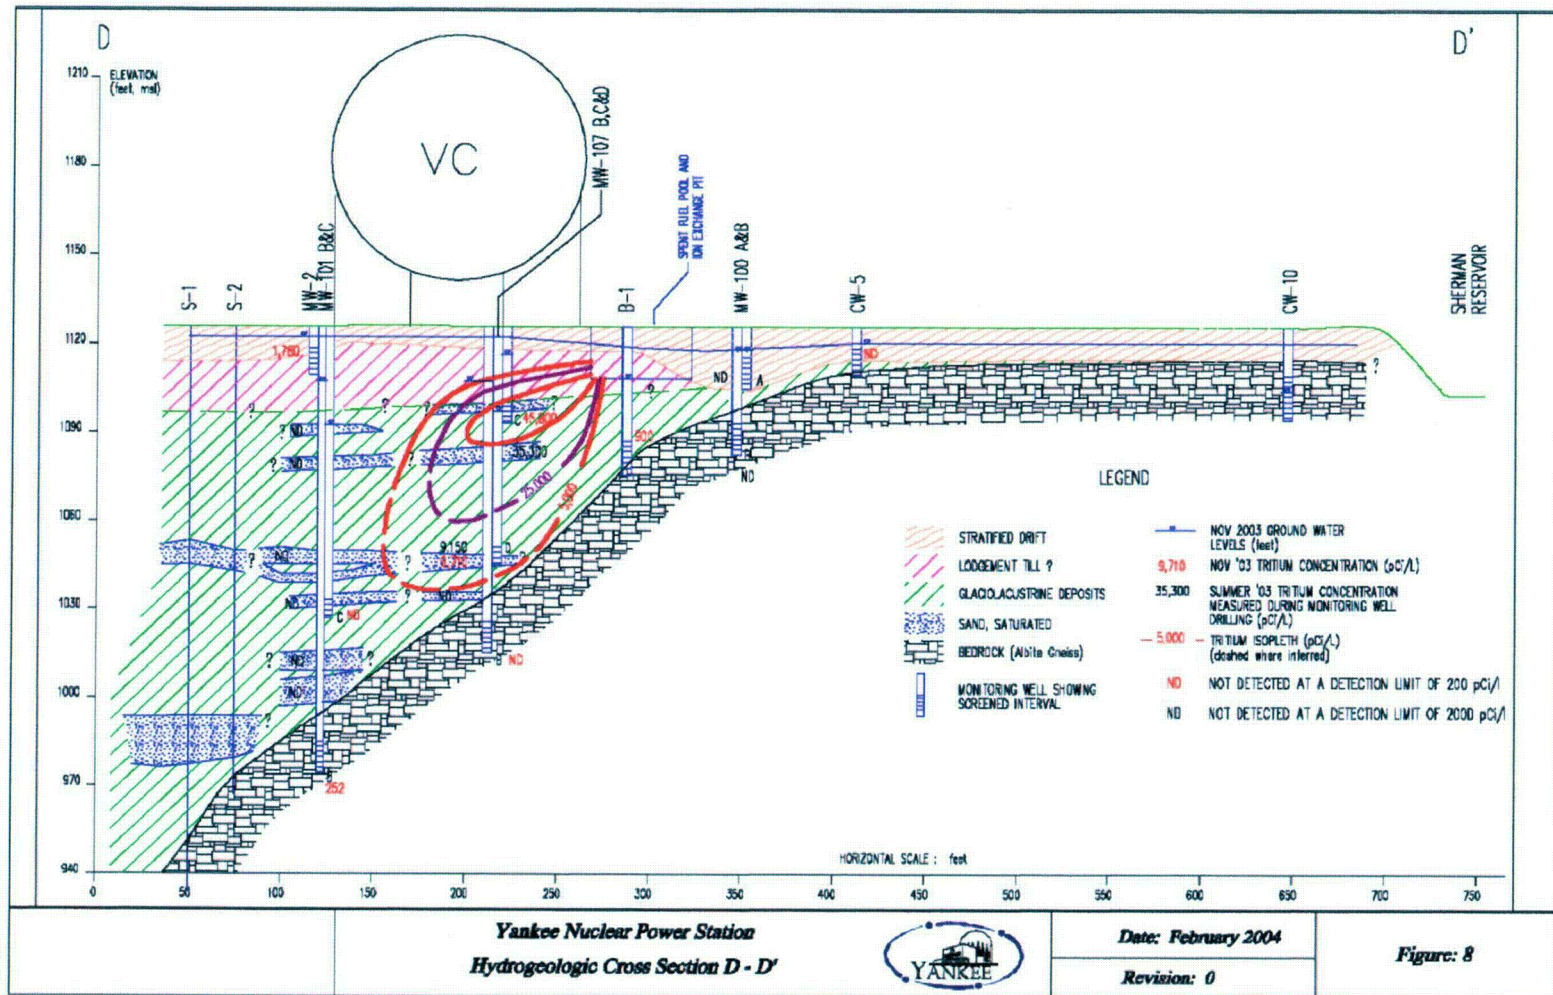 D
D'
1210
ELEVATION
(feet, msl)
1180
1150
1120
1090
1060
1030
1000
970
940
VC
S-1
S-2
MW-2
MW-101 B&C
MW-107 B,C&D
B-1
SPENT FUEL POOL AND
ION EXCHANGE PIT
MW-100 A&B
CW-5
CW-10
SHERMAN
RESERVOIR
1,780
ND
A
ND
?
?
?
?
?
?
?
ND
C
45,800
900
?
ND
?
?
35,300
B
ND
25,000
5,000
9,150
D
?
ND
?
?
ND
?
ND
C
ND
?
ND
?
ND
ND
?
B
252
LEGEND
STRATIFIED DRIFT
LODGEMENT TILL ?
GLACIOLACUSTRINE DEPOSITS
SAND, SATURATED
BEDROCK (Albite Gneiss)
MONITORING WELL SHOWING
SCREENED INTERVAL
NOV 2003 GROUND WATER
LEVELS (feet)
9,710
NOV '03 TRITIUM CONCENTRATION (pCi/L)
35,300
SUMMER '03 TRITIUM CONCENTRATION
MEASURED DURING MONITORING WELL
DRILLING (pCi/L)
5,000
TRITIUM ISOPLETH (pCi/L)
(dashed where inferred)
ND NOT DETECTED AT A DETECTION LIMIT OF 200 pCi/l
ND NOT DETECTED AT A DETECTION LIMIT OF 2000 pCi/l
HORIZONTAL SCALE : feet
0 50 100 150 200 250 300 350 400 450 500 550 600 650 700 750
Yankee Nuclear Power Station
Hydrogeologic Cross Section D - D'
YANKEE
Date: February 2004
Revision: 0
Figure: 8